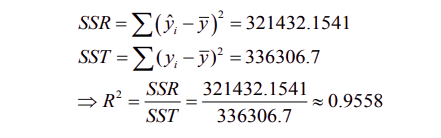 SSR = ∑(ŷᵢ − y̅)² = 321432.1541
SST = ∑(yᵢ − y̅)² = 336306.7
⇒ R² = SSR/SST = 321432.1541/336306.7 ≈ 0.9558